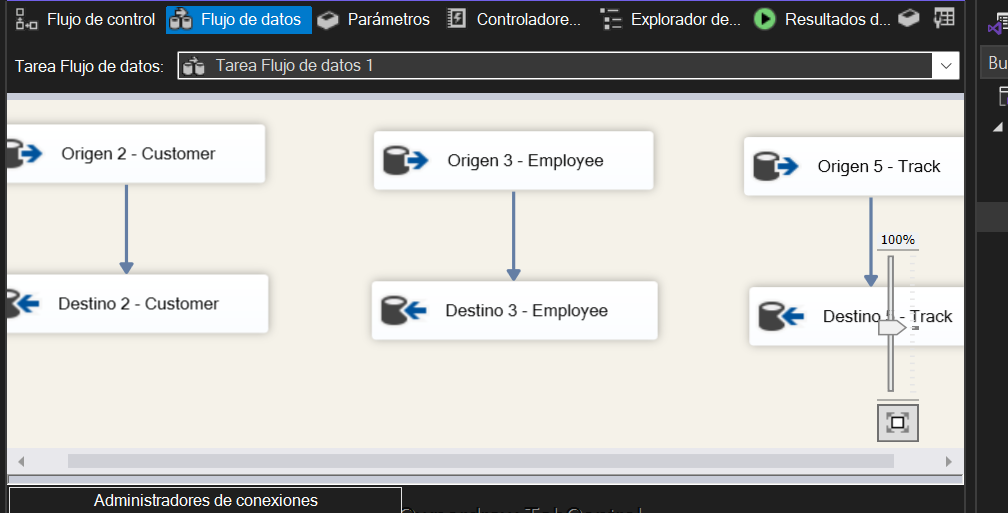 Flujo de control Flujo de datos Parámetros Controladore... Explorador de... Resultados d...
Tarea Flujo de datos: Tarea Flujo de datos 1
Bu
Origen 2 - Customer Origen 3 - Employee Origen 5 - Track
100%
Destino 2 - Customer Destino 3 - Employee Destino 5 - Track
Administradores de conexiones